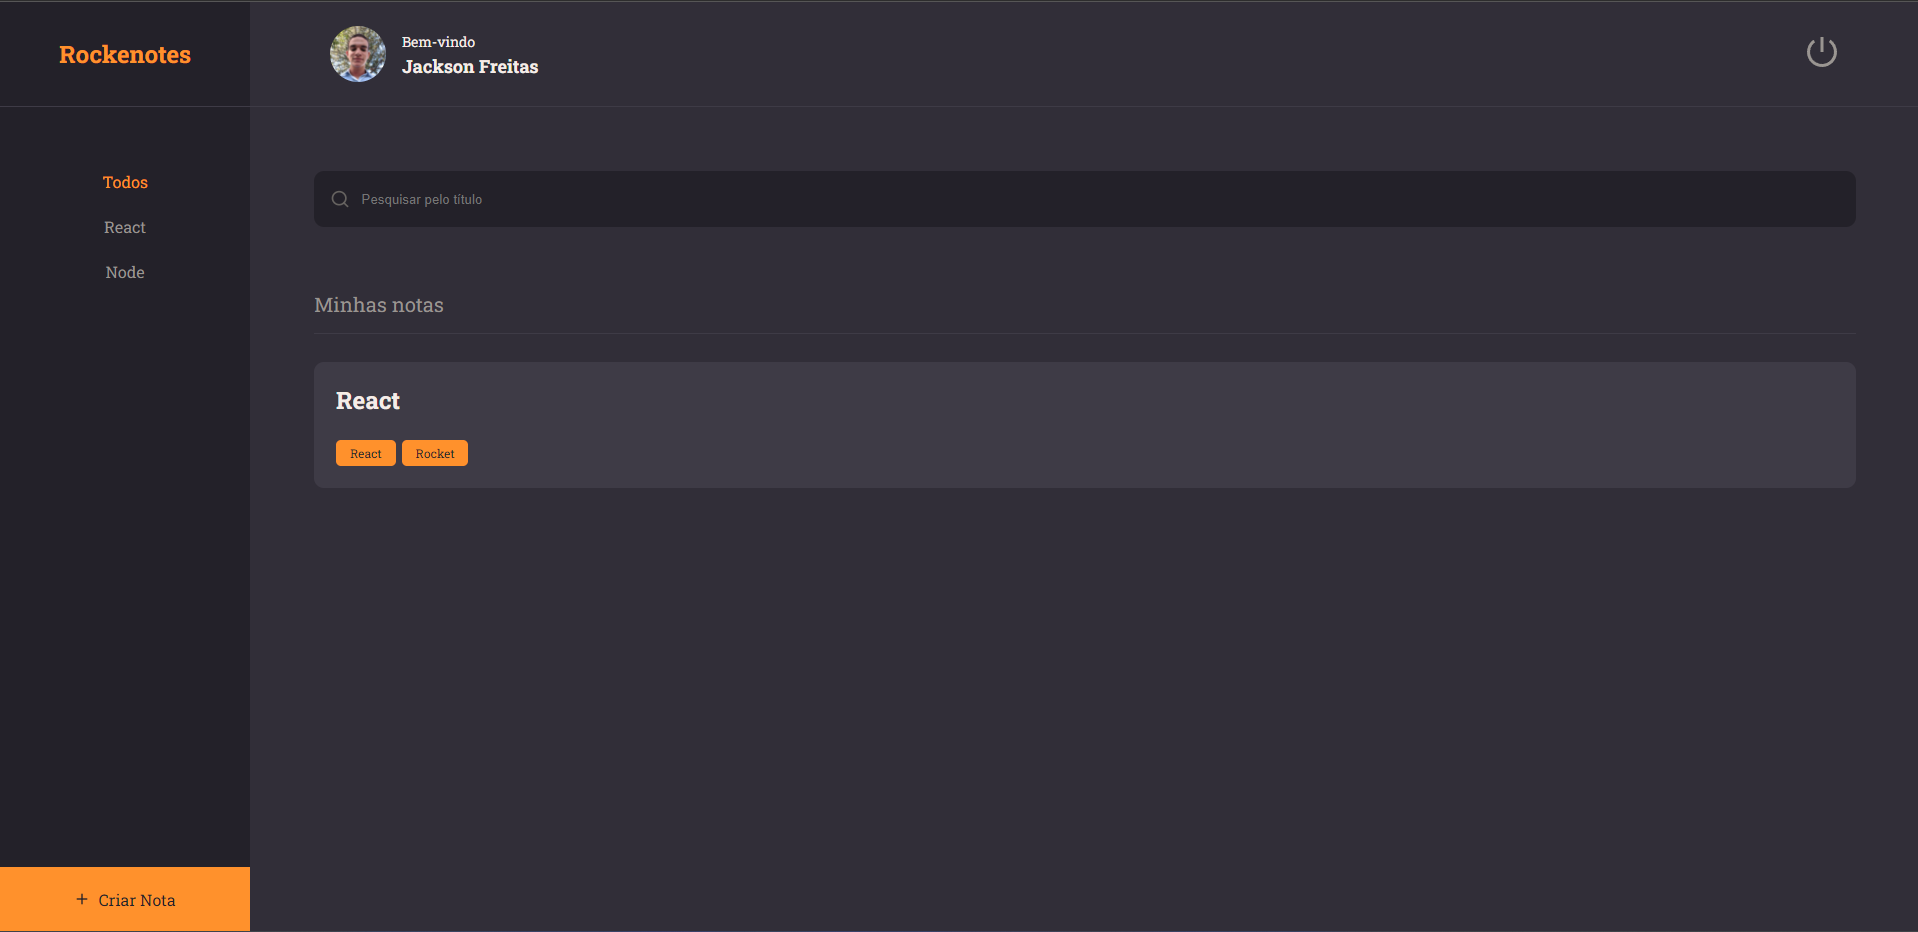 Rockenotes
Bem-vindo
Jackson Freitas
Todos
React
Node
Pesquisar pelo título
Minhas notas
React
React Rocket
+ Criar Nota